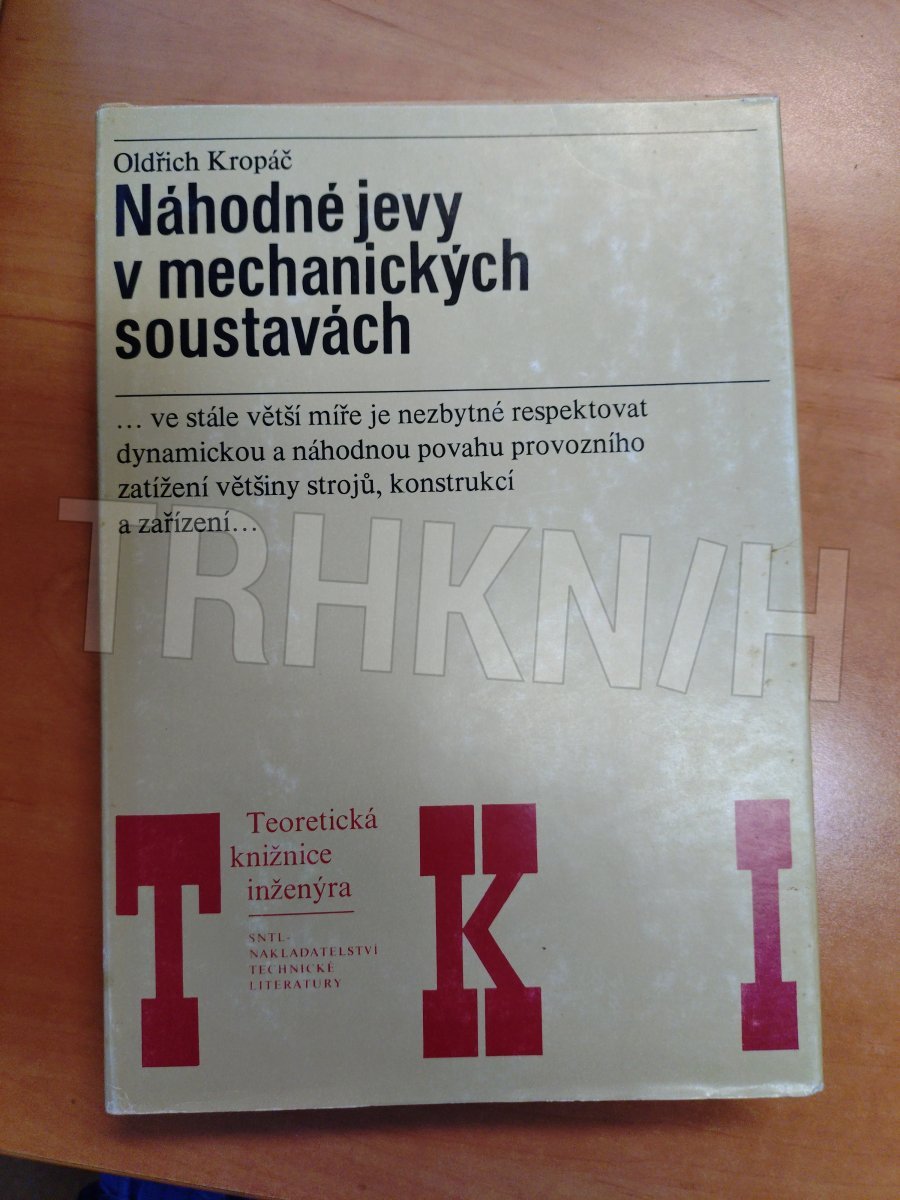 Oldřich Kropáč
Náhodné jevy
v mechanických
soustavách
... ve stále větší míře je nezbytné respektovat
dynamickou a náhodnou povahu provozního
zatížení většiny strojů, konstrukcí
a zařízení...
TRHKNIH
Teoretická
knižnice
inženýra
SNTL-
NAKLADATELSTVÍ
TECHNICKÉ
LITERATURY
T K I